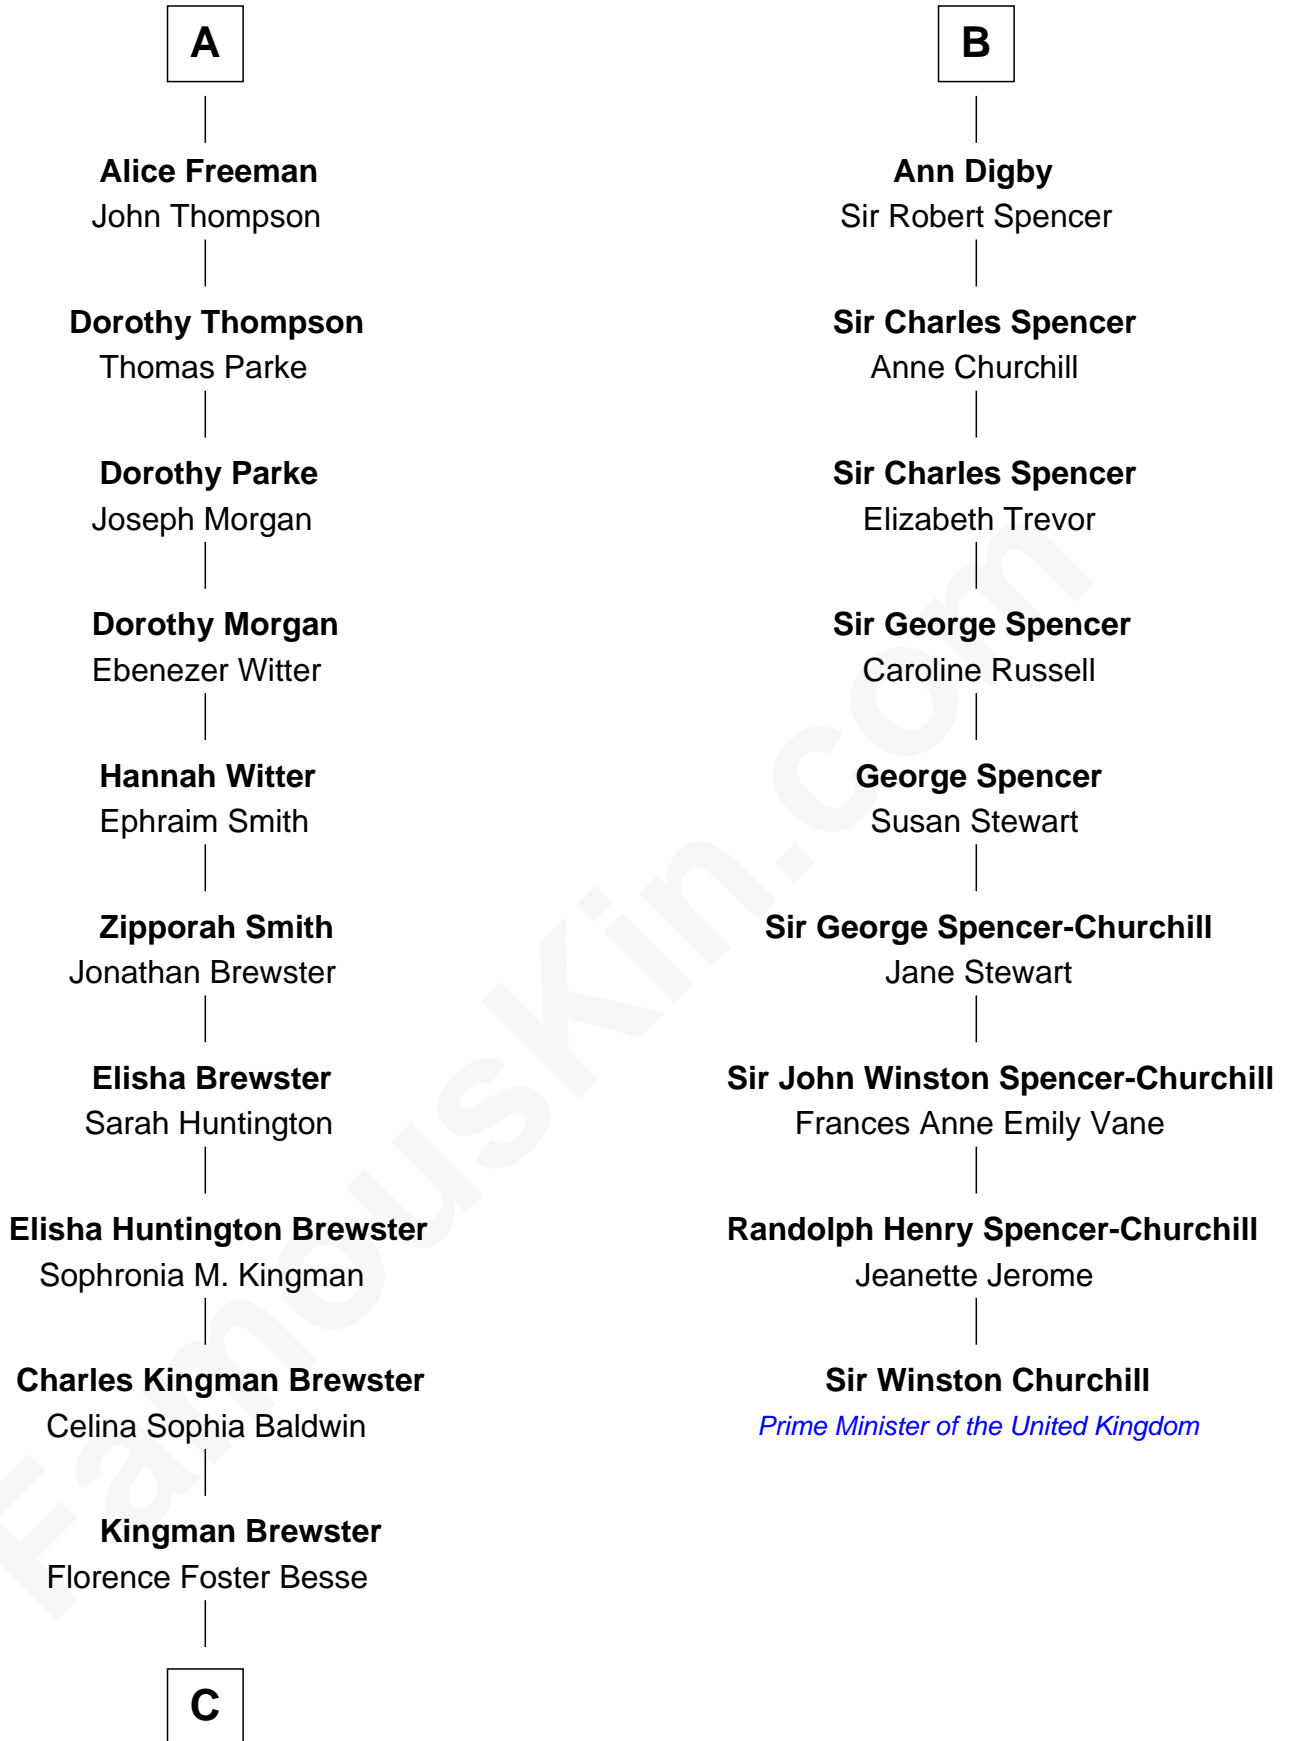 A
Alice Freeman
John Thompson
Dorothy Thompson
Thomas Parke
Dorothy Parke
Joseph Morgan
Dorothy Morgan
Ebenezer Witter
Hannah Witter
Ephraim Smith
Zipporah Smith
Jonathan Brewster
Elisha Brewster
Sarah Huntington
Elisha Huntington Brewster
Sophronia M. Kingman
Charles Kingman Brewster
Celina Sophia Baldwin
Kingman Brewster
Florence Foster Besse
C
B
Ann Digby
Sir Robert Spencer
Sir Charles Spencer
Anne Churchill
Sir Charles Spencer
Elizabeth Trevor
Sir George Spencer
Caroline Russell
George Spencer
Susan Stewart
Sir George Spencer-Churchill
Jane Stewart
Sir John Winston Spencer-Churchill
Frances Anne Emily Vane
Randolph Henry Spencer-Churchill
Jeanette Jerome
Sir Winston Churchill
Prime Minister of the United Kingdom
FamousKin.com